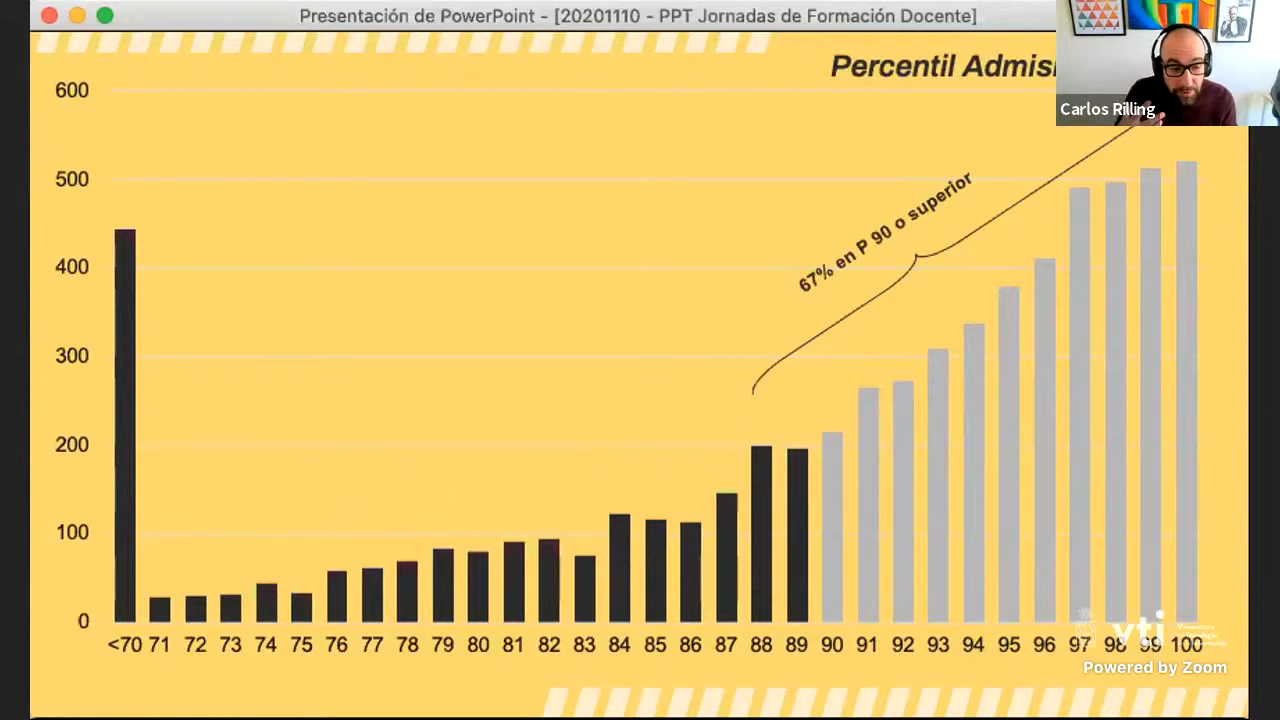 Presentación de PowerPoint - [20201110 - PPT Jornadas de Formación Docente]
Percentil
Carlos Rilling
600
500
400
300
200
100
0
67% en P 90 o superior
<70 71 72 73 74 75 76 77 78 79 80 81 82 83 84 85 86 87 88 89 90 91 92 93 94 95 96 97 98 99 100
vti
Powered by Zoom